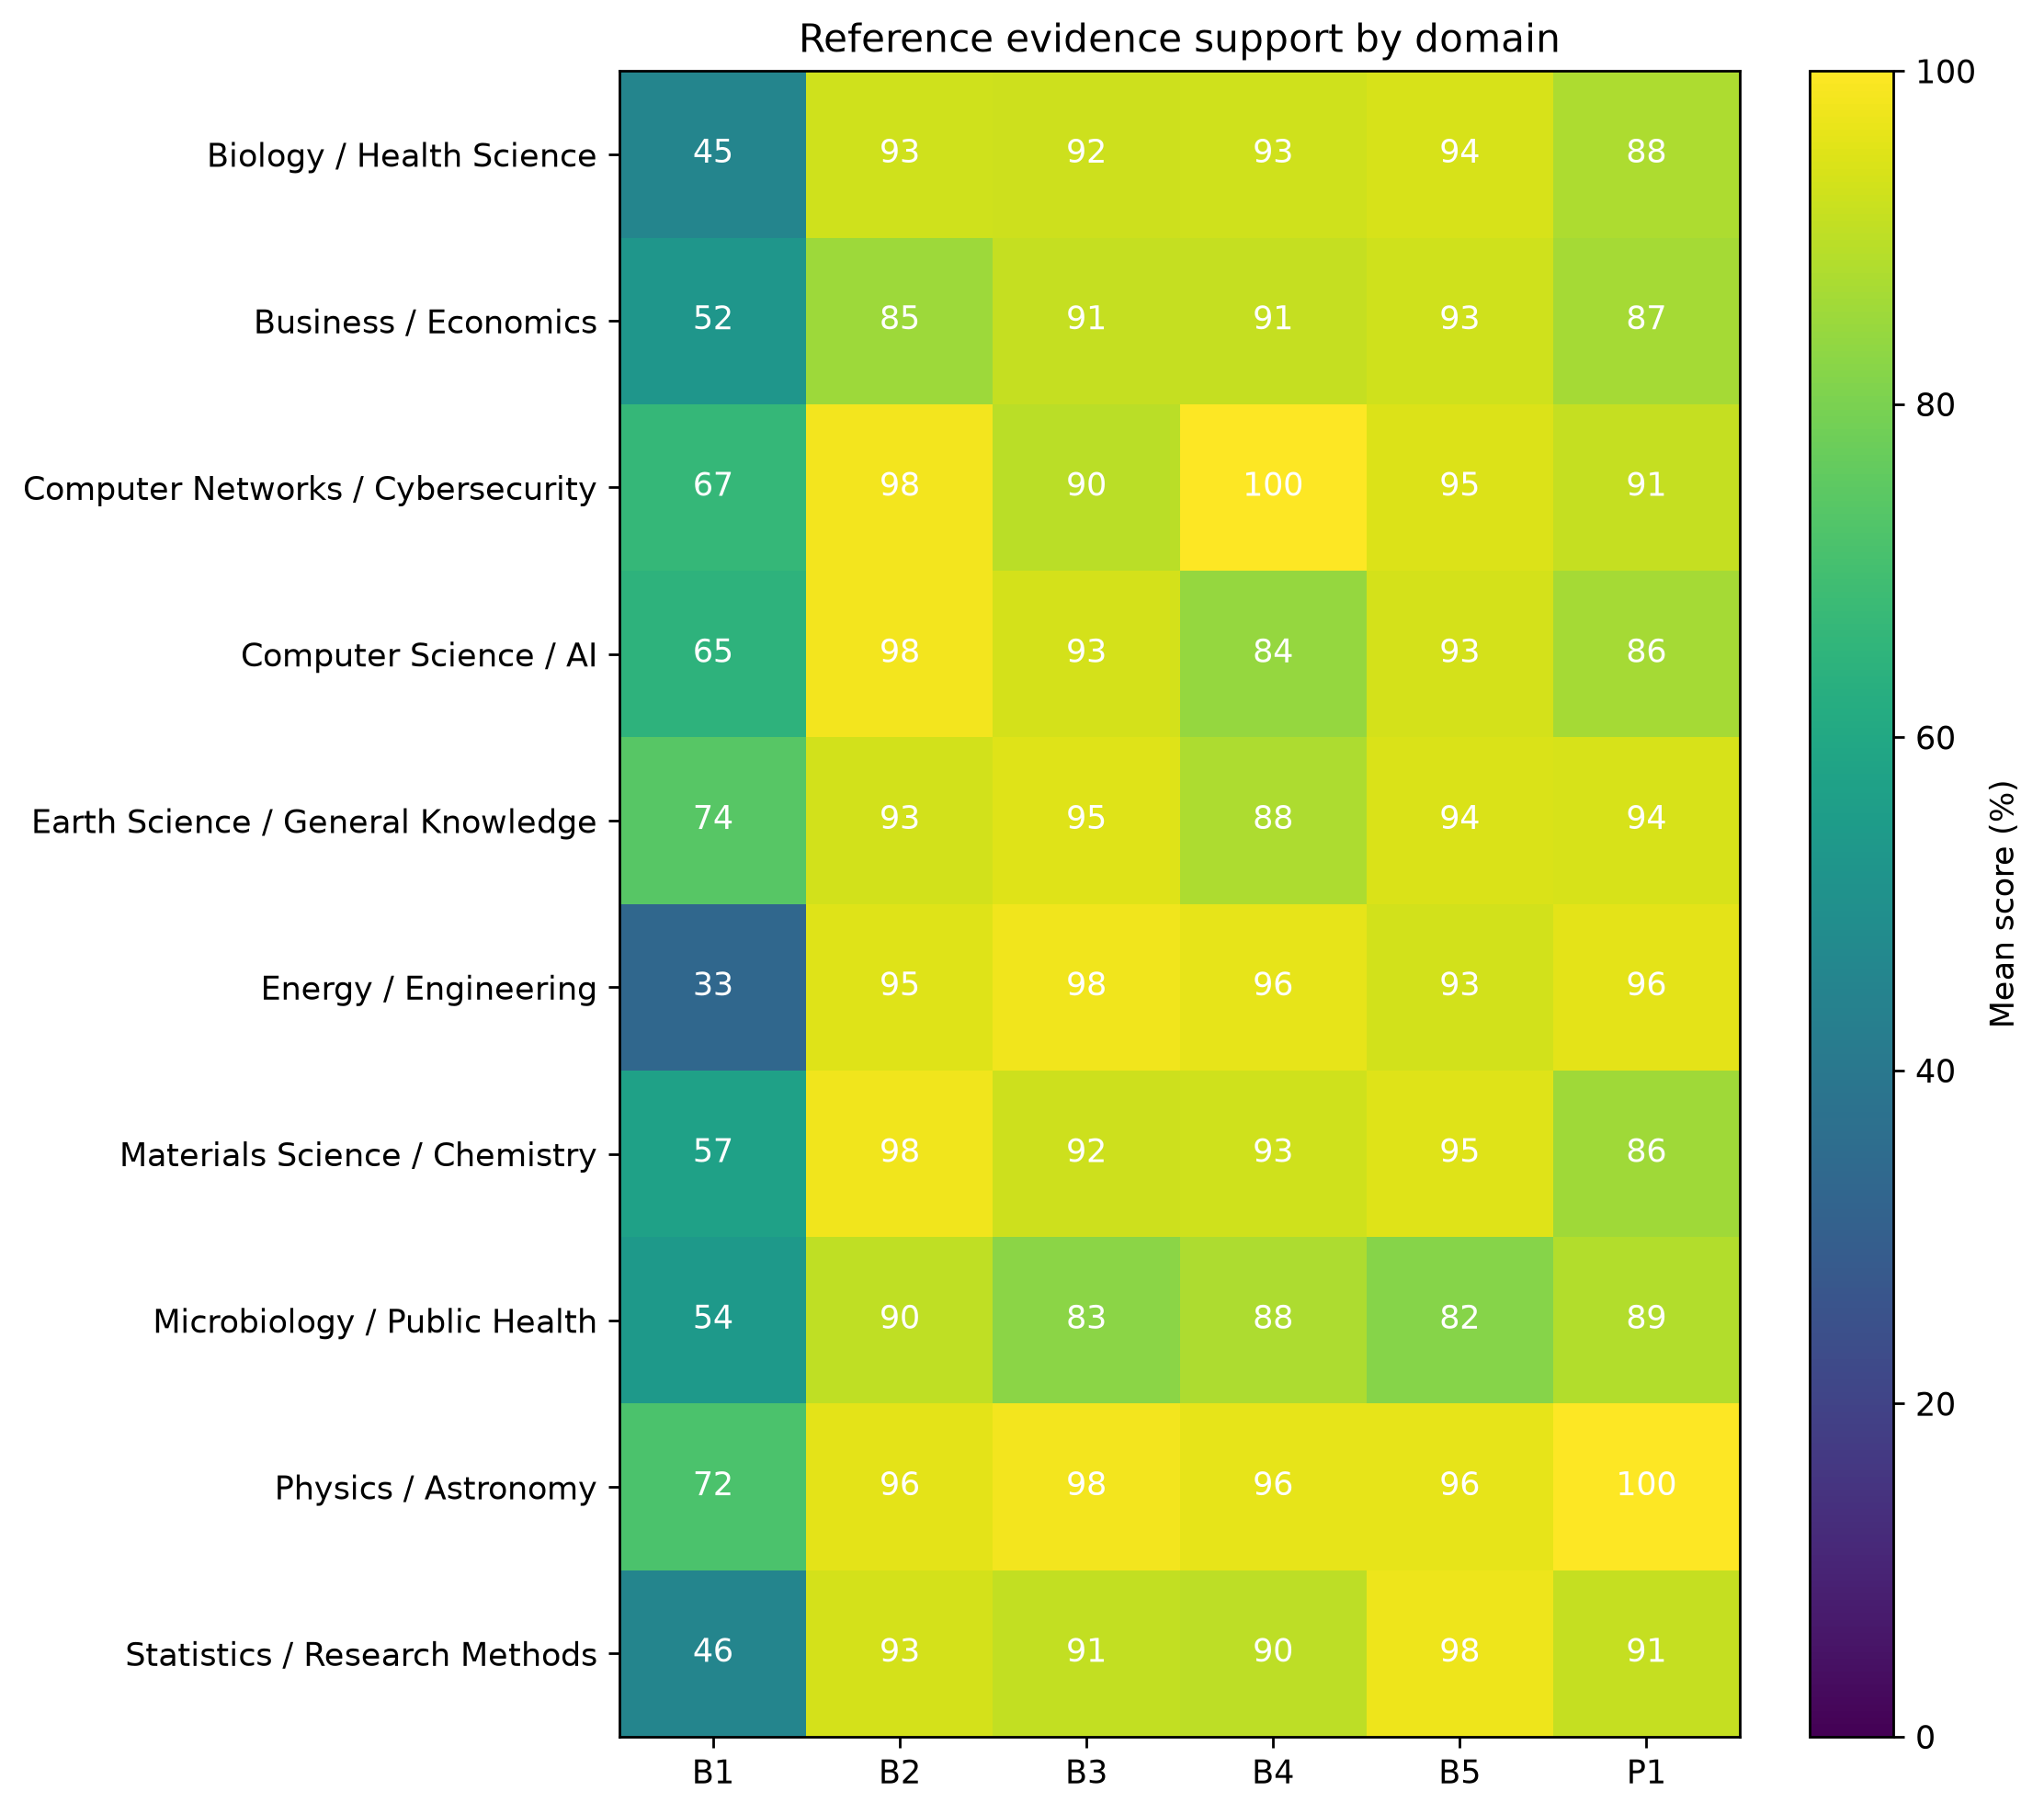 Reference evidence support by domain
Biology / Health Science 45 93 92 93 94 88
Business / Economics 52 85 91 91 93 87
Computer Networks / Cybersecurity 67 98 90 100 95 91
Computer Science / AI 65 98 93 84 93 86
Earth Science / General Knowledge 74 93 95 88 94 94
Energy / Engineering 33 95 98 96 93 96
Materials Science / Chemistry 57 98 92 93 95 86
Microbiology / Public Health 54 90 83 88 82 89
Physics / Astronomy 72 96 98 96 96 100
Statistics / Research Methods 46 93 91 90 98 91
B1 B2 B3 B4 B5 P1
100
80
60
40
20
0
Mean score (%)